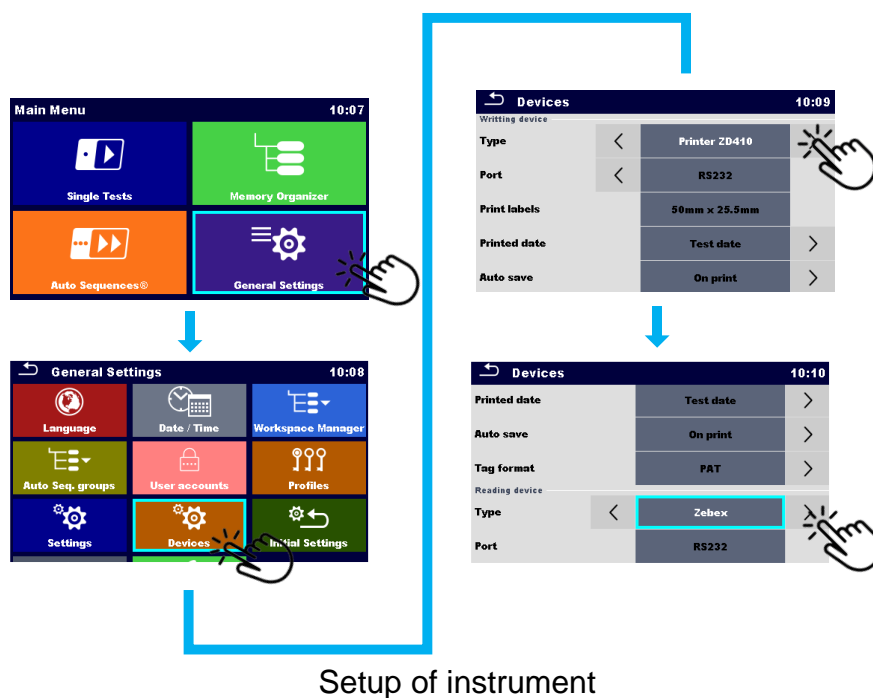 Main Menu 10:07
Single Tests Memory Organizer
Auto Sequences® General Settings
General Settings 10:08
Language Date / Time Workspace Manager
Auto Seq. groups User accounts Profiles
Settings Devices Initial Settings
Devices 10:09
Writting device
Type < Printer ZD410
Port < RS232
Print labels 50mm x 25.5mm
Printed date Test date >
Auto save On print >
Devices 10:10
Printed date Test date >
Auto save On print >
Tag format PAT >
Reading device
Type < Zebex >
Port RS232
Setup of instrument